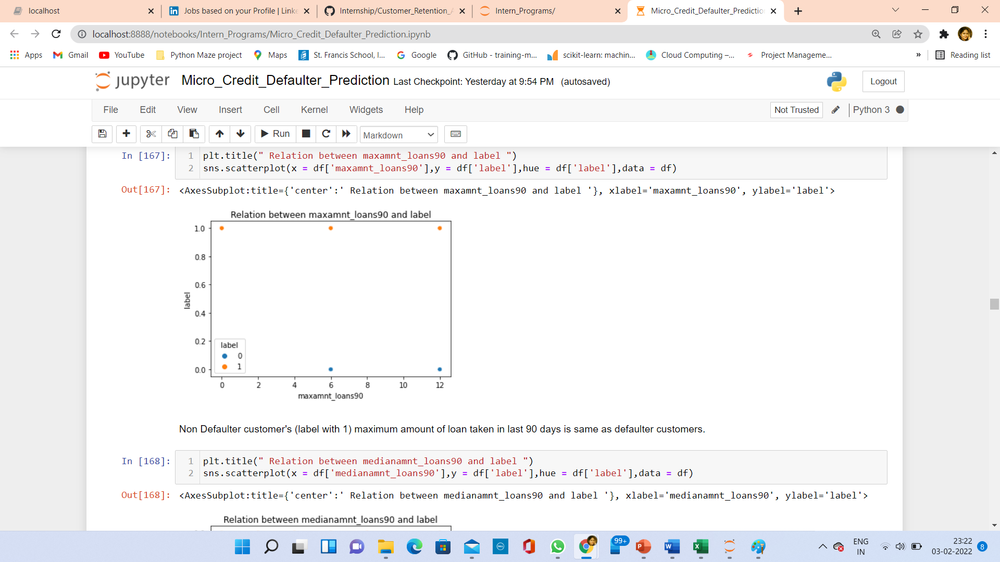 localhost
Jobs based on your Profile | Linke
Internship/Customer_Retention_A
Intern_Programs/
Micro_Credit_Defaulter_Predictio
localhost:8888/notebooks/Intern_Programs/Micro_Credit_Defaulter_Prediction.ipynb
Apps
Gmail
YouTube
Python Maze project
Maps
St. Francis School, I...
Google
GitHub - training-m...
scikit-learn: machin...
Cloud Computing –...
Project Manageme...
»
Reading list
jupyter Micro_Credit_Defaulter_Prediction Last Checkpoint: Yesterday at 9:54 PM (autosaved)
Logout
File Edit View Insert Cell Kernel Widgets Help
Not Trusted
Python 3
Run
Markdown
In [167]:
1 plt.title(" Relation between maxamnt_loans90 and label ")
2 sns.scatterplot(x = df['maxamnt_loans90'],y = df['label'],hue = df['label'],data = df)
Out[167]: <AxesSubplot:title={'center':' Relation between maxamnt_loans90 and label '}, xlabel='maxamnt_loans90', ylabel='label'>
Relation between maxamnt_loans90 and label
1.0
0.8
0.6
0.4
0.2
0.0
label
label
0
1
0 2 4 6 8 10 12
maxamnt_loans90
Non Defaulter customer's (label with 1) maximum amount of loan taken in last 90 days is same as defaulter customers.
In [168]:
1 plt.title(" Relation between medianamnt_loans90 and label ")
2 sns.scatterplot(x = df['medianamnt_loans90'],y = df['label'],hue = df['label'],data = df)
Out[168]: <AxesSubplot:title={'center':' Relation between medianamnt_loans90 and label '}, xlabel='medianamnt_loans90', ylabel='label'>
Relation between medianamnt_loans90 and label
99+
ENG
IN
23:22
03-02-2022
8